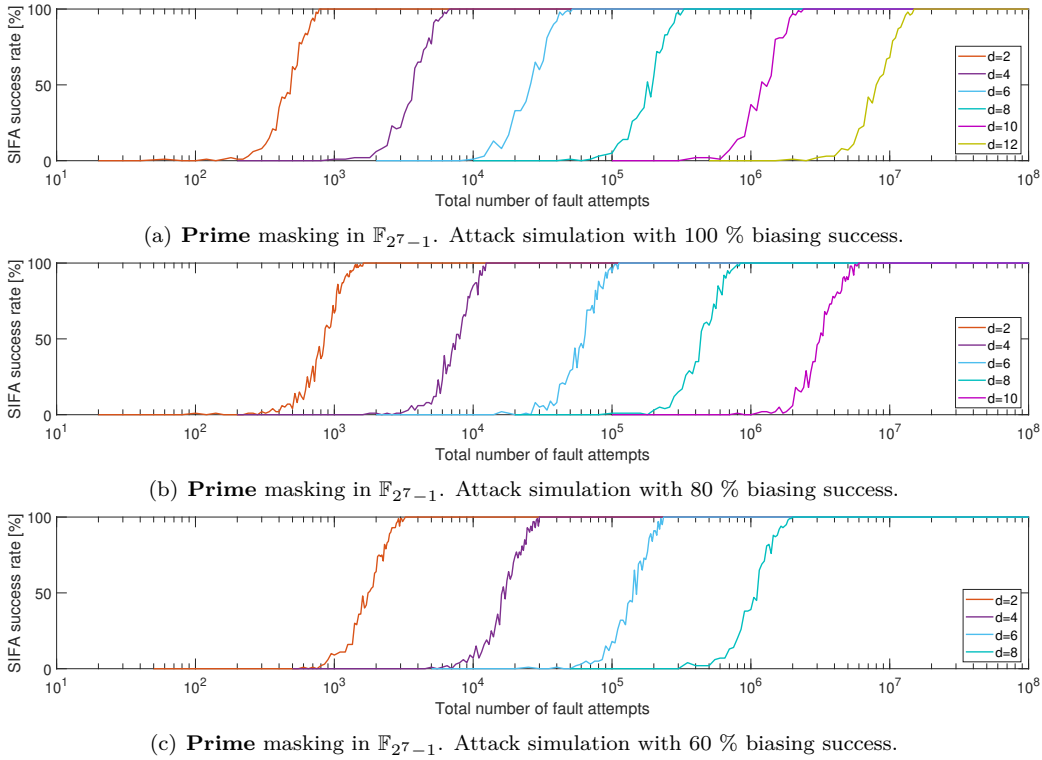 SIFA success rate [%]
100
50
0
10^1 10^2 10^3 10^4 10^5 10^6 10^7 10^8
Total number of fault attempts
d=2
d=4
d=6
d=8
d=10
d=12
(a) Prime masking in 𝔽_{2^7−1}. Attack simulation with 100 % biasing success.
SIFA success rate [%]
100
50
0
10^1 10^2 10^3 10^4 10^5 10^6 10^7 10^8
Total number of fault attempts
d=2
d=4
d=6
d=8
d=10
(b) Prime masking in 𝔽_{2^7−1}. Attack simulation with 80 % biasing success.
SIFA success rate [%]
100
50
0
10^1 10^2 10^3 10^4 10^5 10^6 10^7 10^8
Total number of fault attempts
d=2
d=4
d=6
d=8
(c) Prime masking in 𝔽_{2^7−1}. Attack simulation with 60 % biasing success.